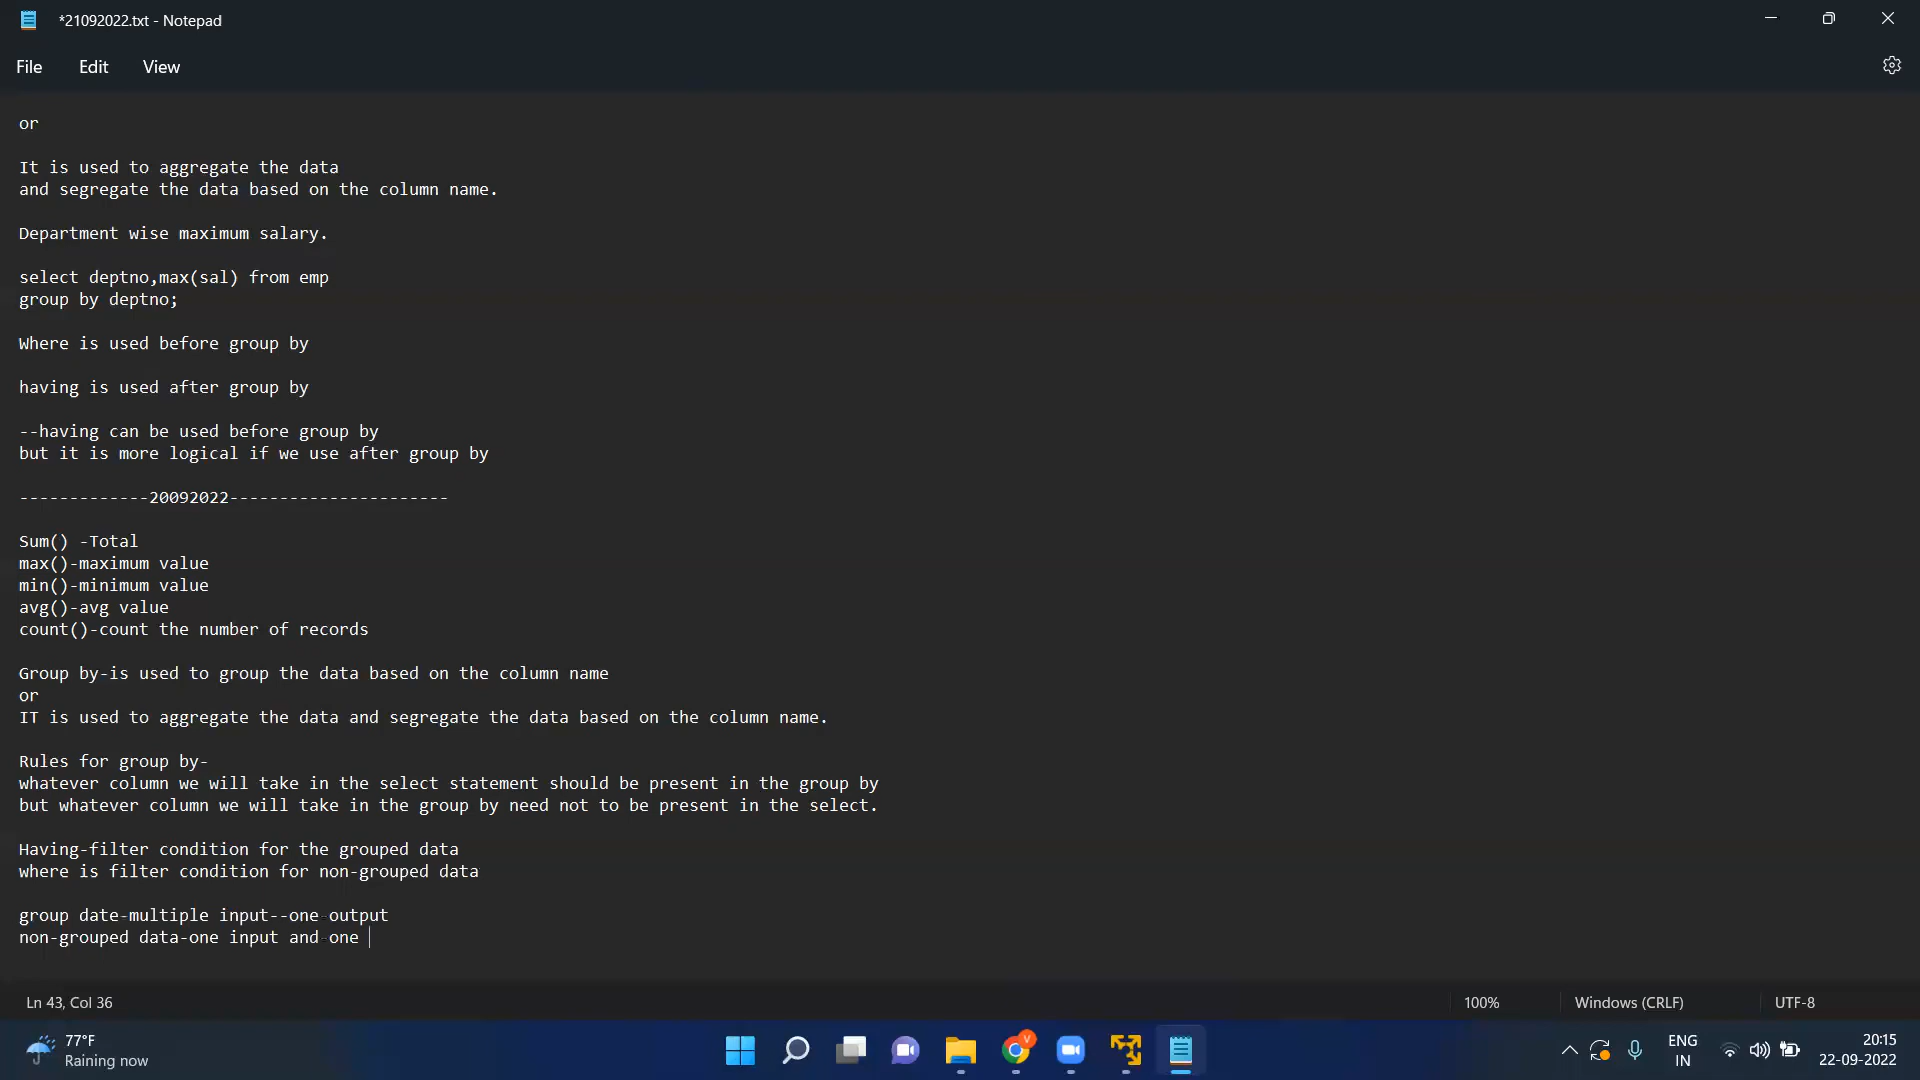 *21092022.txt - Notepad
File Edit View
or
It is used to aggregate the data
and segregate the data based on the column name.
Department wise maximum salary.
select deptno,max(sal) from emp
group by deptno;
Where is used before group by
having is used after group by
--having can be used before group by
but it is more logical if we use after group by
-------------20092022----------------------
Sum() -Total
max()-maximum value
min()-minimum value
avg()-avg value
count()-count the number of records
Group by-is used to group the data based on the column name
or
IT is used to aggregate the data and segregate the data based on the column name.
Rules for group by-
whatever column we will take in the select statement should be present in the group by
but whatever column we will take in the group by need not to be present in the select.
Having-filter condition for the grouped data
where is filter condition for non-grouped data
group date-multiple input--one output
non-grouped data-one input and one
Ln 43, Col 36 100% Windows (CRLF) UTF-8
77°F
Raining now
V
ENG
IN
20:15
22-09-2022